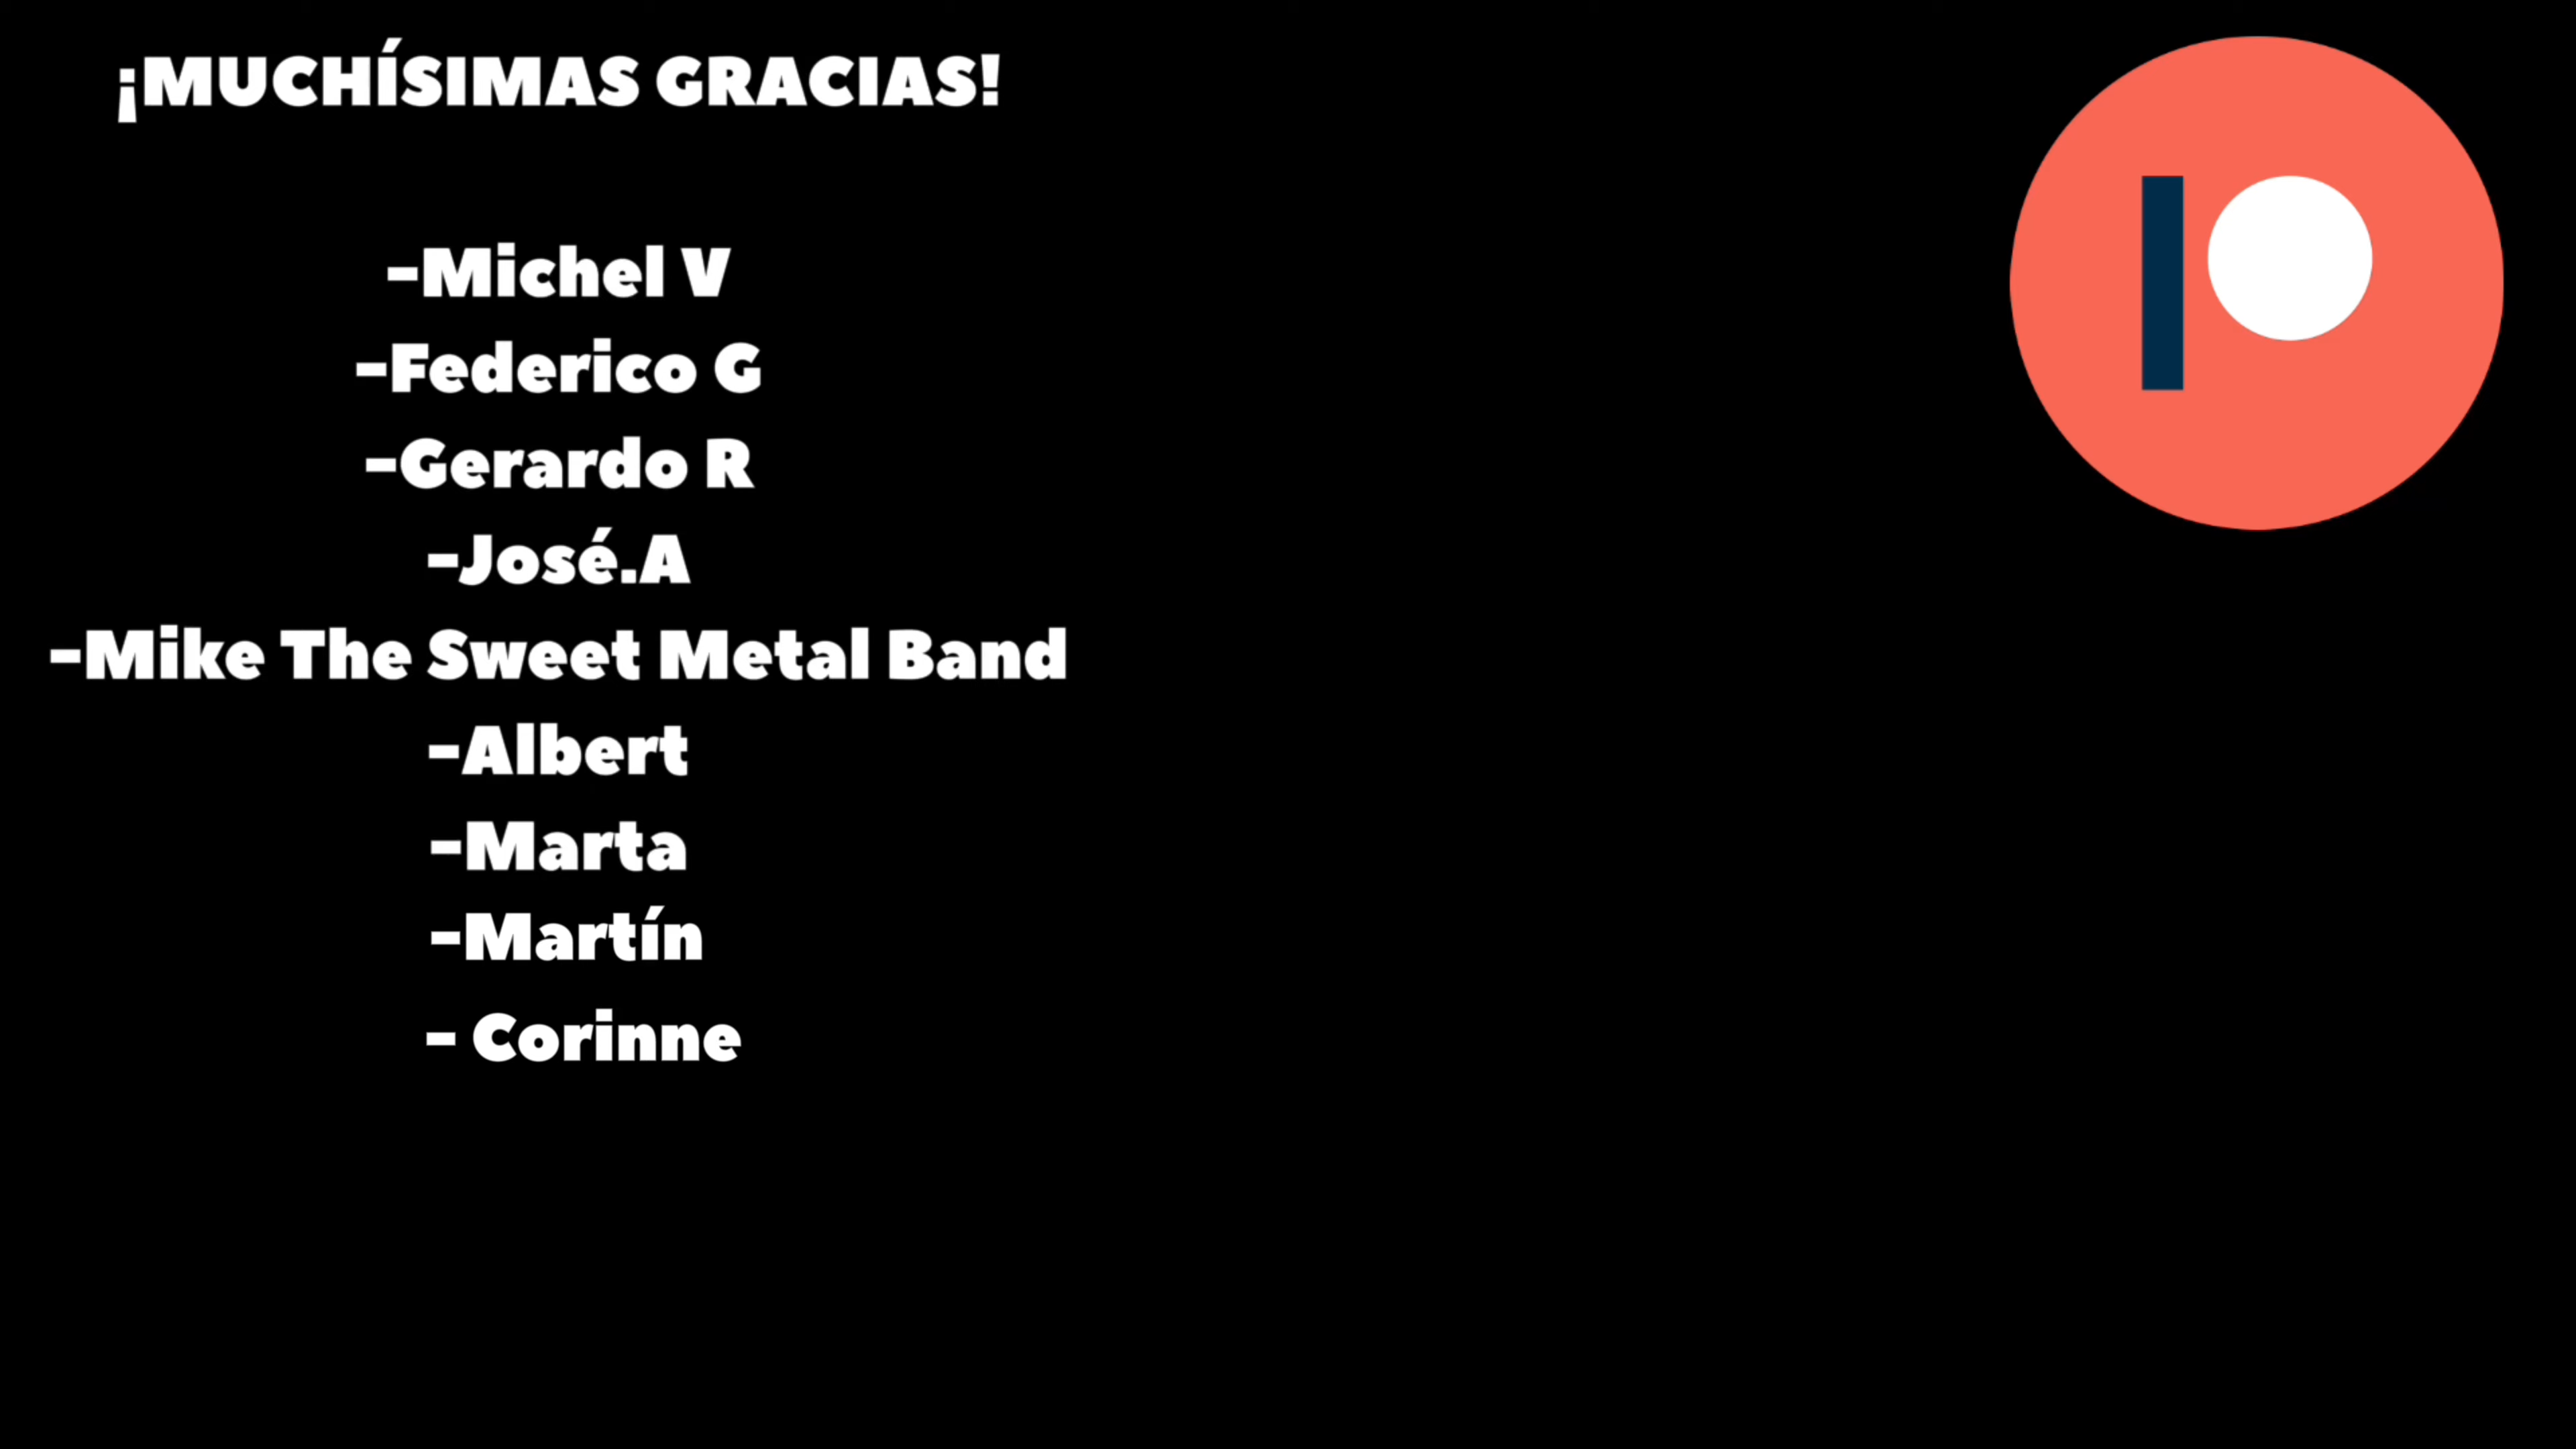 ¡MUCHÍSIMAS GRACIAS!
-Michel V
-Federico G
-Gerardo R
-José.A
-Mike The Sweet Metal Band
-Albert
-Marta
-Martín
- Corinne